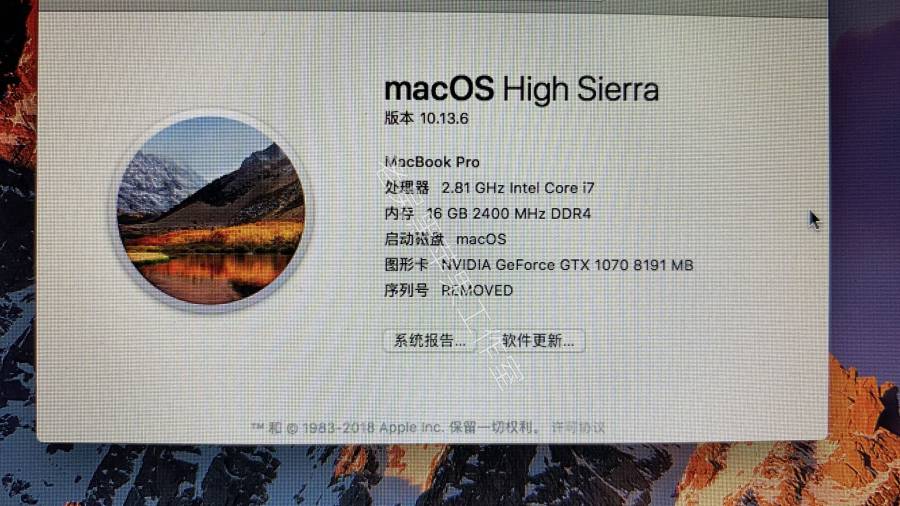 macOS High Sierra
版本 10.13.6
MacBook Pro
处理器 2.81 GHz Intel Core i7
内存 16 GB 2400 MHz DDR4
启动磁盘 macOS
图形卡 NVIDIA GeForce GTX 1070 8191 MB
序列号 REMOVED
系统报告... 软件更新...
™ 和 © 1983-2018 Apple Inc. 保留一切权利。 许可协议
工作室